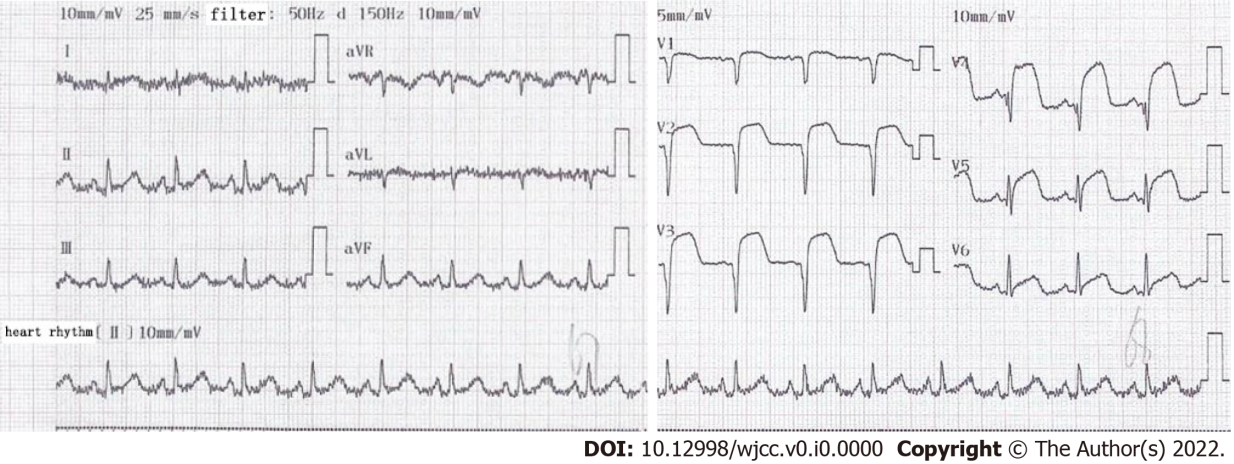 10mm/mV 25 mm/s filter: 50Hz d 150Hz 10mm/mV
5mm/mV
10mm/mV
I
aVR
V1
II
aVL
V2
V5
III
aVF
V3
V6
heart rhythm( II ) 10mm/mV
DOI: 10.12998/wjcc.v0.i0.0000 Copyright © The Author(s) 2022.